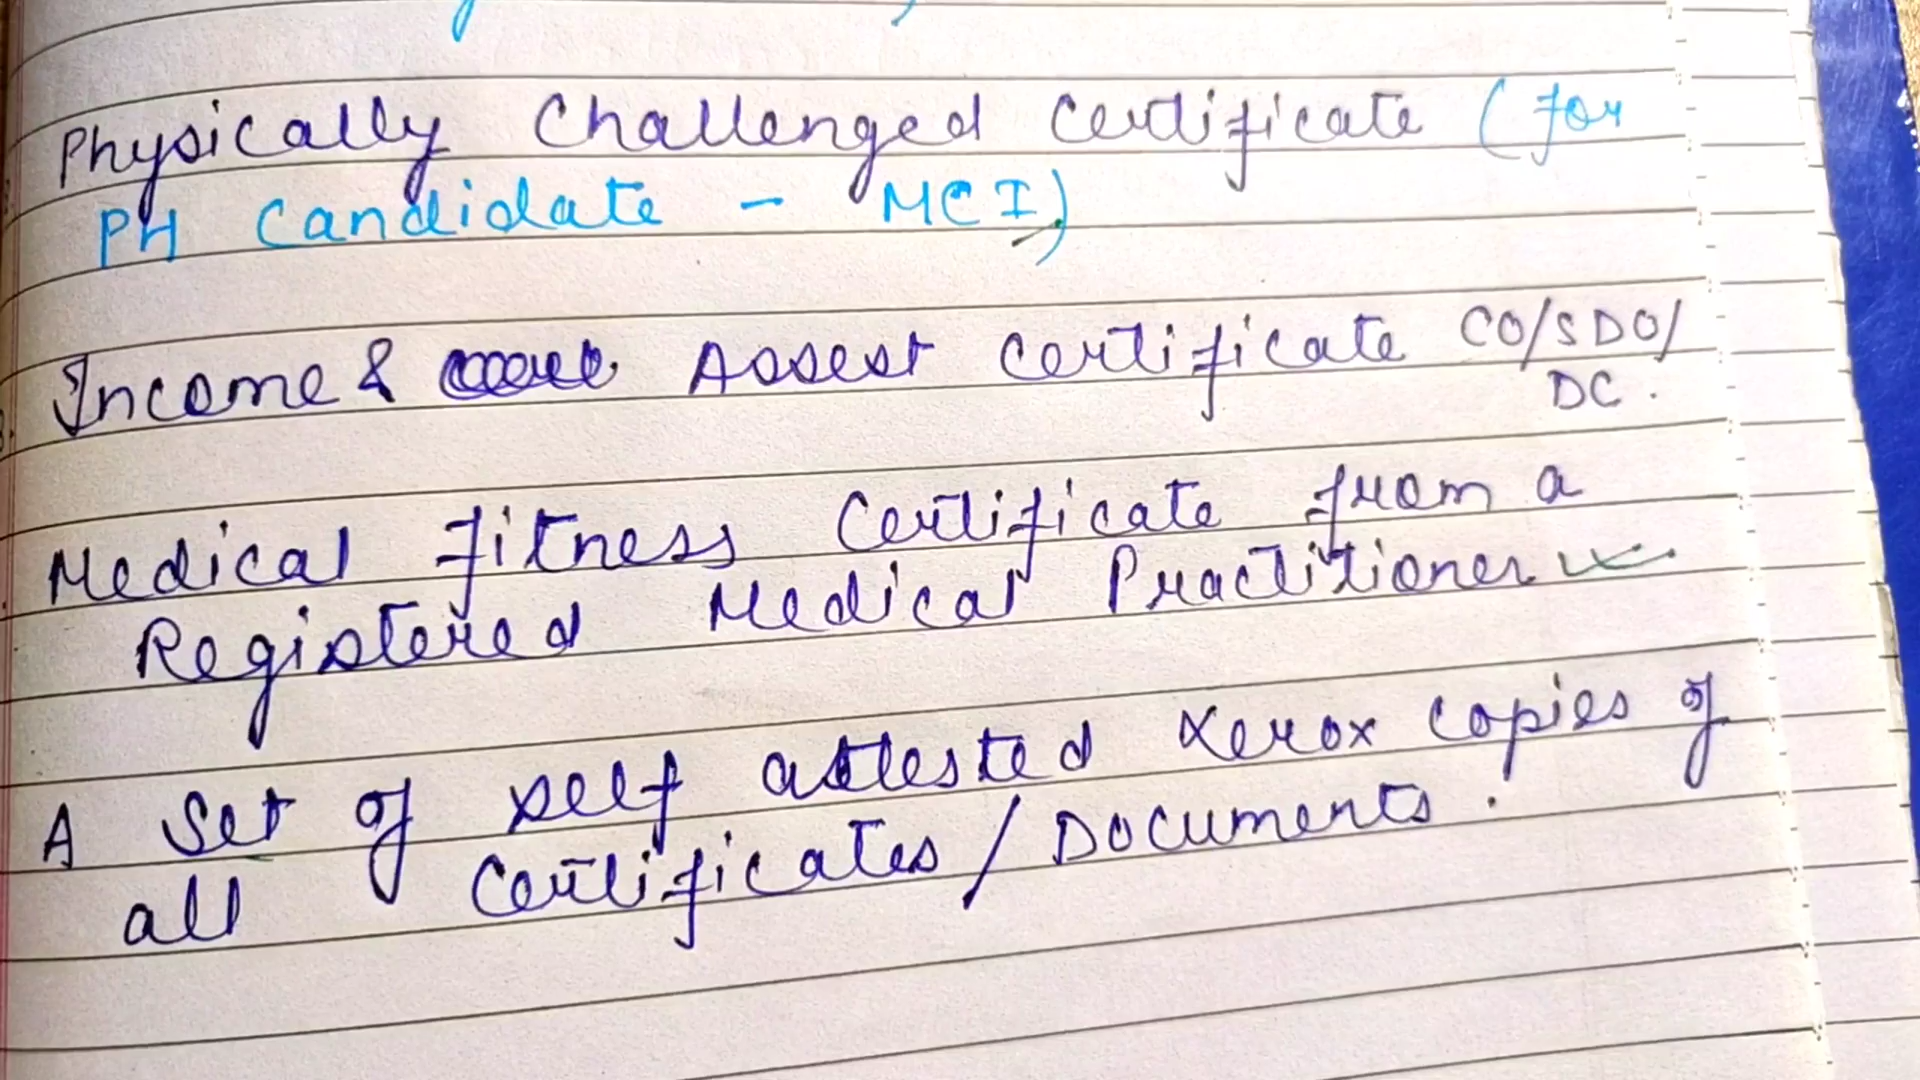 Physically Challenged Certificate (for
PH Candidate - MCI)
Income & Assest Certificate CO/SDO/
DC.
Medical fitness Certificate from a
Registered Medical Practitioner
A Set of self attested Xerox copies of
all Certificates/Documents.